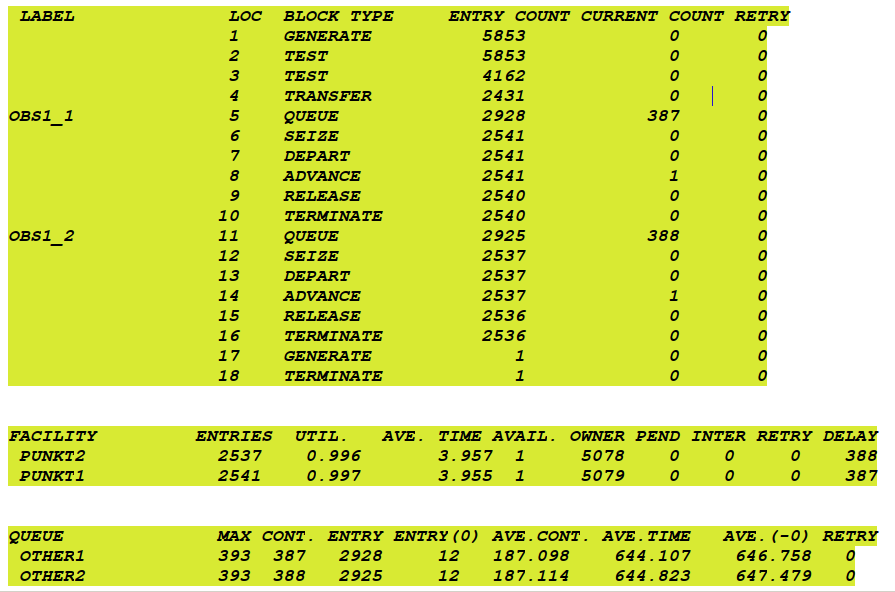 LABEL LOC BLOCK TYPE ENTRY COUNT CURRENT COUNT RETRY
1 GENERATE 5853 0 0
2 TEST 5853 0 0
3 TEST 4162 0 0
4 TRANSFER 2431 0 0
OBS1_1 5 QUEUE 2928 387 0
6 SEIZE 2541 0 0
7 DEPART 2541 0 0
8 ADVANCE 2541 1 0
9 RELEASE 2540 0 0
10 TERMINATE 2540 0 0
OBS1_2 11 QUEUE 2925 388 0
12 SEIZE 2537 0 0
13 DEPART 2537 0 0
14 ADVANCE 2537 1 0
15 RELEASE 2536 0 0
16 TERMINATE 2536 0 0
17 GENERATE 1 0 0
18 TERMINATE 1 0 0
FACILITY ENTRIES UTIL. AVE. TIME AVAIL. OWNER PEND INTER RETRY DELAY
PUNKT2 2537 0.996 3.957 1 5078 0 0 0 388
PUNKT1 2541 0.997 3.955 1 5079 0 0 0 387
QUEUE MAX CONT. ENTRY ENTRY(0) AVE.CONT. AVE.TIME AVE.(-0) RETRY
OTHER1 393 387 2928 12 187.098 644.107 646.758 0
OTHER2 393 388 2925 12 187.114 644.823 647.479 0